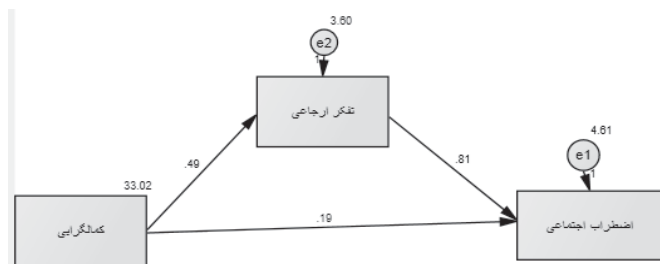 3.60
e2
1
تفکر ارجاعی
4.61
e1
1
.49
.81
33.02
کمالگرایی
.19
اضطراب اجتماعی